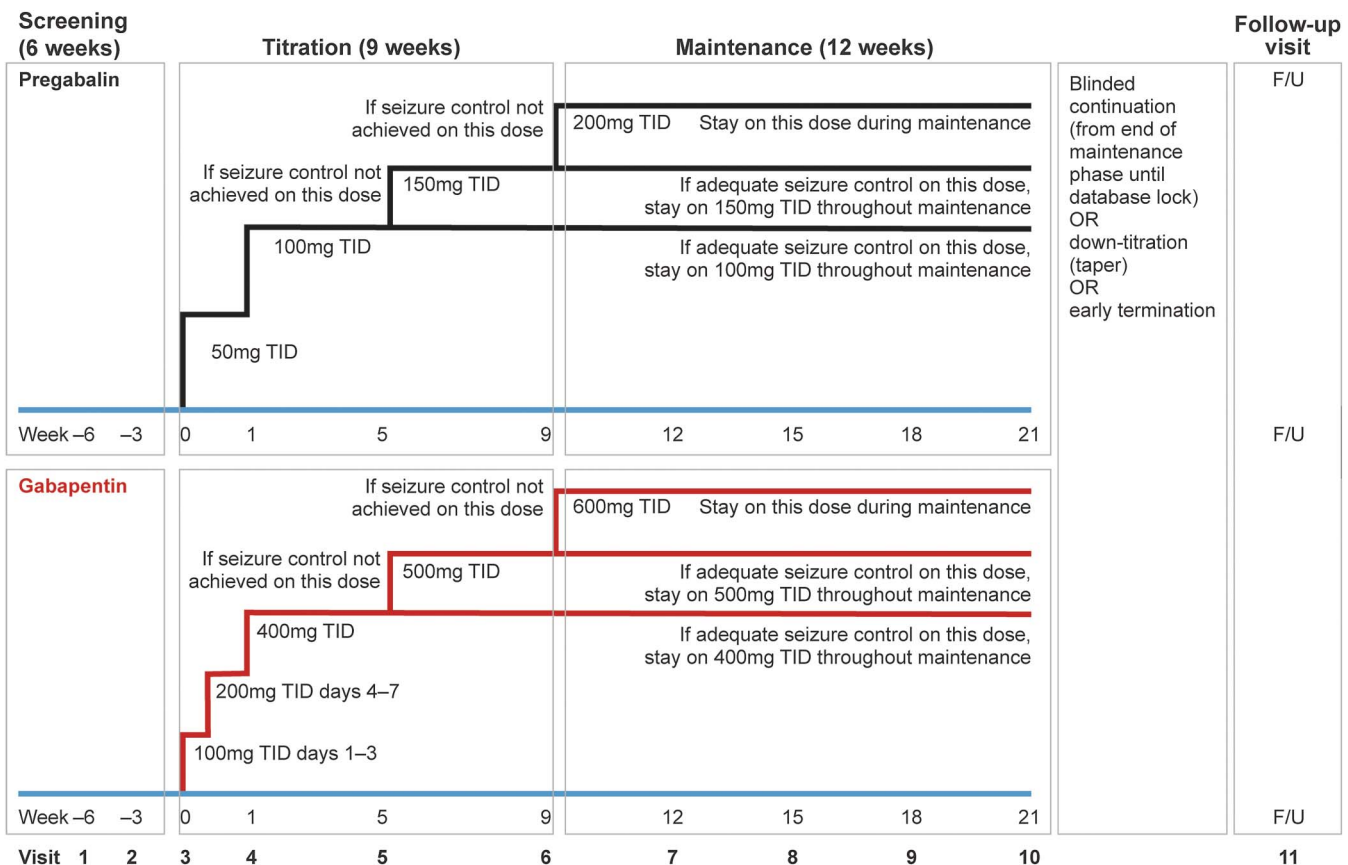 Screening
(6 weeks)
Titration (9 weeks)
Maintenance (12 weeks)
Follow-up
visit
Pregabalin
If seizure control not
achieved on this dose
200mg TID
Stay on this dose during maintenance
If seizure control not
achieved on this dose
150mg TID
If adequate seizure control on this dose,
stay on 150mg TID throughout maintenance
100mg TID
If adequate seizure control on this dose,
stay on 100mg TID throughout maintenance
50mg TID
Blinded
continuation
(from end of
maintenance
phase until
database lock)
OR
down-titration
(taper)
OR
early termination
F/U
Week –6 –3 0 1 5 9 12 15 18 21 F/U
Gabapentin
If seizure control not
achieved on this dose
600mg TID
Stay on this dose during maintenance
If seizure control not
achieved on this dose
500mg TID
If adequate seizure control on this dose,
stay on 500mg TID throughout maintenance
400mg TID
If adequate seizure control on this dose,
stay on 400mg TID throughout maintenance
200mg TID days 4–7
100mg TID days 1–3
Week –6 –3 0 1 5 9 12 15 18 21 F/U
Visit 1 2 3 4 5 6 7 8 9 10 11